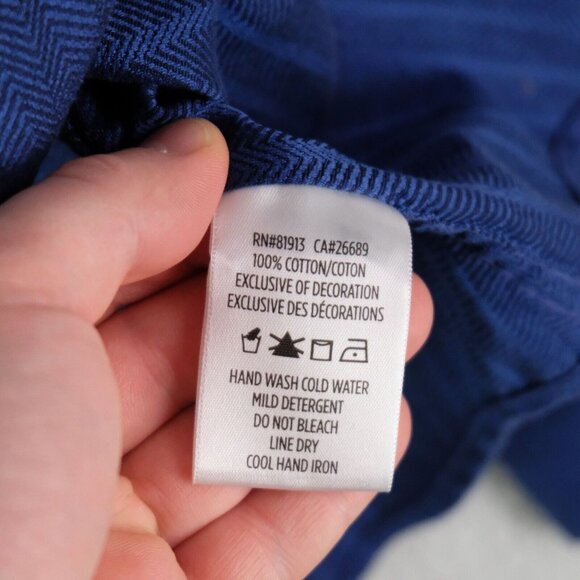 RN#81913 CA#26689
100% COTTON/COTON
EXCLUSIVE OF DECORATION
EXCLUSIVE DES DÉCORATIONS
HAND WASH COLD WATER
MILD DETERGENT
DO NOT BLEACH
LINE DRY
COOL HAND IRON